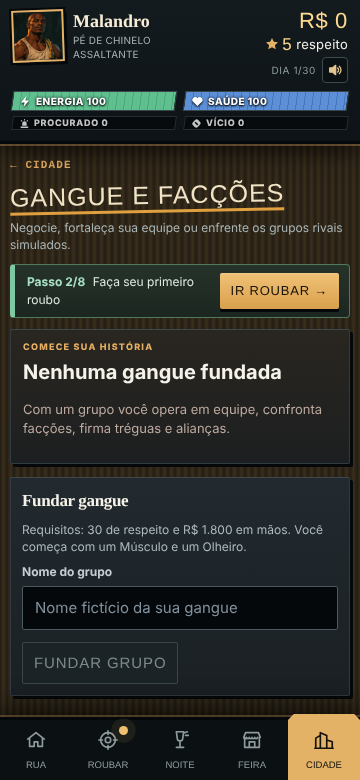 Malandro
PÉ DE CHINELO
ASSALTANTE
R$ 0
5 respeito
DIA 1/30
ENERGIA 100
SAÚDE 100
PROCURADO 0
VÍCIO 0
← CIDADE
GANGUE E FACÇÕES
Negocie, fortaleça sua equipe ou enfrente os grupos rivais
simulados.
Passo 2/8 Faça seu primeiro
roubo
IR ROUBAR →
COMECE SUA HISTÓRIA
Nenhuma gangue fundada
Com um grupo você opera em equipe, confronta
facções, firma tréguas e alianças.
Fundar gangue
Requisitos: 30 de respeito e R$ 1.800 em mãos. Você
começa com um Músculo e um Olheiro.
Nome do grupo
Nome fictício da sua gangue
FUNDAR GRUPO
RUA
ROUBAR
NOITE
FEIRA
CIDADE